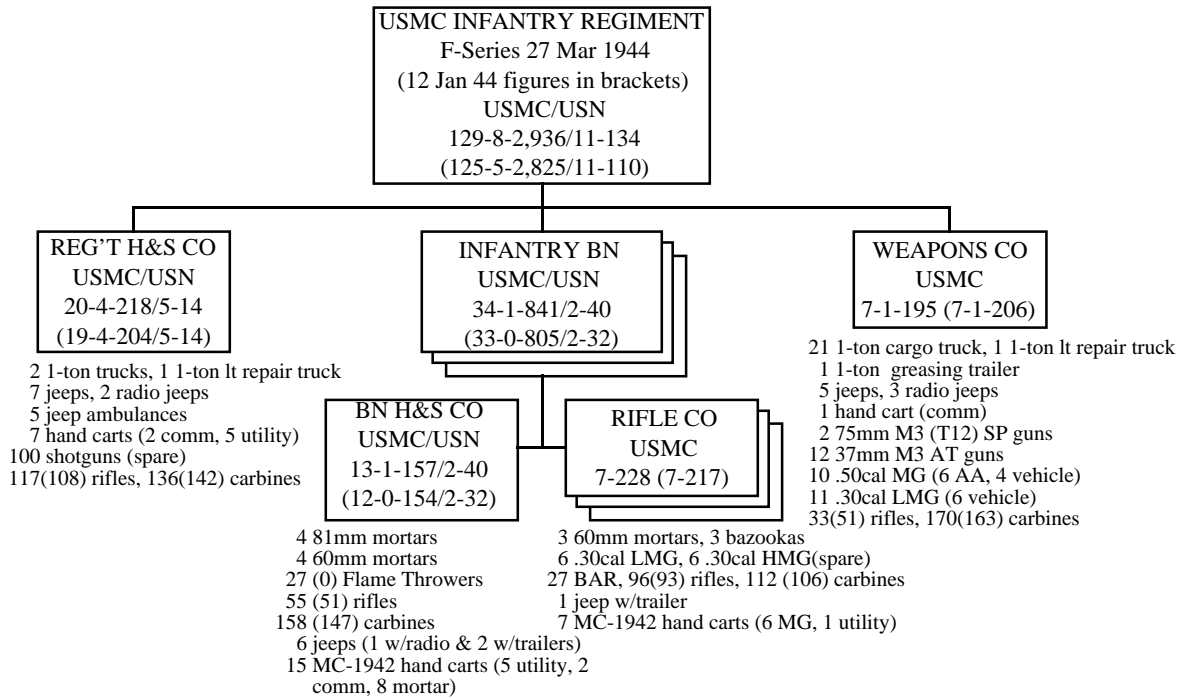 USMC INFANTRY REGIMENT
F-Series 27 Mar 1944
(12 Jan 44 figures in brackets)
USMC/USN
129-8-2,936/11-134
(125-5-2,825/11-110)
REG'T H&S CO
USMC/USN
20-4-218/5-14
(19-4-204/5-14)
2 1-ton trucks, 1 1-ton lt repair truck
7 jeeps, 2 radio jeeps
5 jeep ambulances
7 hand carts (2 comm, 5 utility)
100 shotguns (spare)
117(108) rifles, 136(142) carbines
INFANTRY BN
USMC/USN
34-1-841/2-40
(33-0-805/2-32)
WEAPONS CO
USMC
7-1-195 (7-1-206)
21 1-ton cargo truck, 1 1-ton lt repair truck
1 1-ton greasing trailer
5 jeeps, 3 radio jeeps
1 hand cart (comm)
2 75mm M3 (T12) SP guns
12 37mm M3 AT guns
10 .50cal MG (6 AA, 4 vehicle)
11 .30cal LMG (6 vehicle)
33(51) rifles, 170(163) carbines
BN H&S CO
USMC/USN
13-1-157/2-40
(12-0-154/2-32)
4 81mm mortars
4 60mm mortars
27 (0) Flame Throwers
55 (51) rifles
158 (147) carbines
6 jeeps (1 w/radio & 2 w/trailers)
15 MC-1942 hand carts (5 utility, 2
comm, 8 mortar)
RIFLE CO
USMC
7-228 (7-217)
3 60mm mortars, 3 bazookas
6 .30cal LMG, 6 .30cal HMG(spare)
27 BAR, 96(93) rifles, 112 (106) carbines
1 jeep w/trailer
7 MC-1942 hand carts (6 MG, 1 utility)